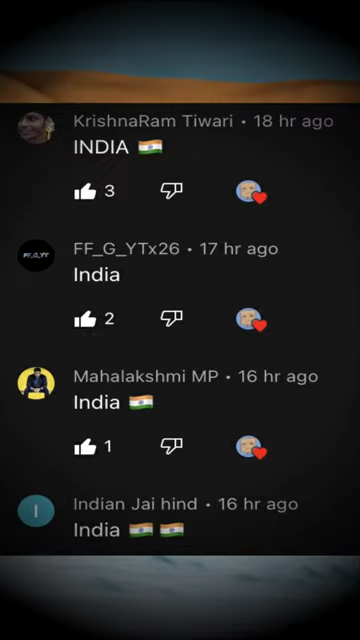 KrishnaRam Tiwari • 18 hr ago
INDIA 🇮🇳
3
FF_G_YT
FF_G_YTx26 • 17 hr ago
India
2
Mahalakshmi MP • 16 hr ago
India 🇮🇳
1
I
Indian Jai hind • 16 hr ago
India 🇮🇳 🇮🇳